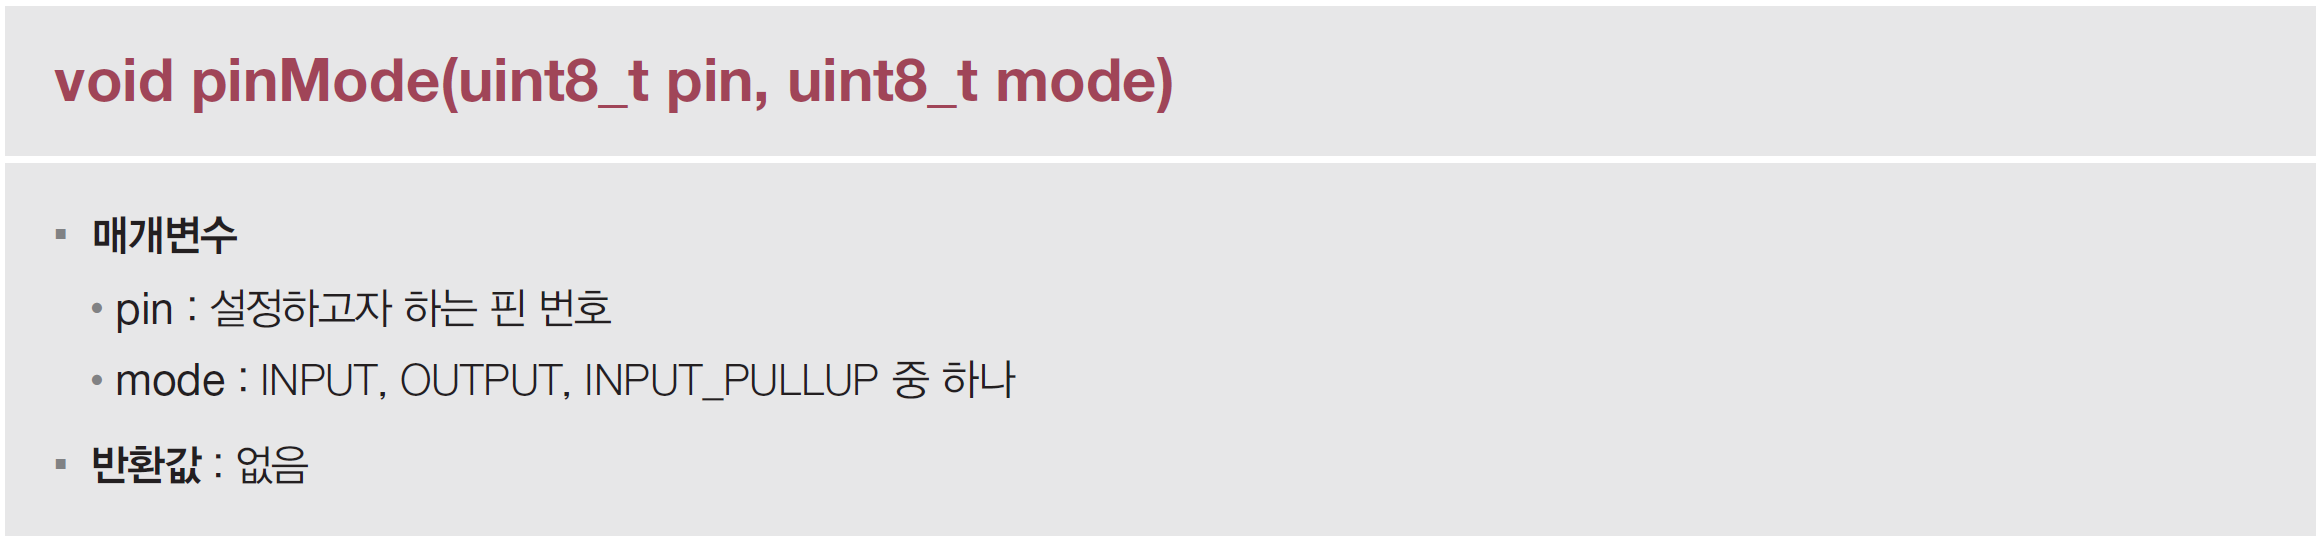 void pinMode(uint8_t pin, uint8_t mode)
▪ 매개변수
• pin : 설정하고자 하는 핀 번호
• mode : INPUT, OUTPUT, INPUT_PULLUP 중 하나
▪ 반환값 : 없음